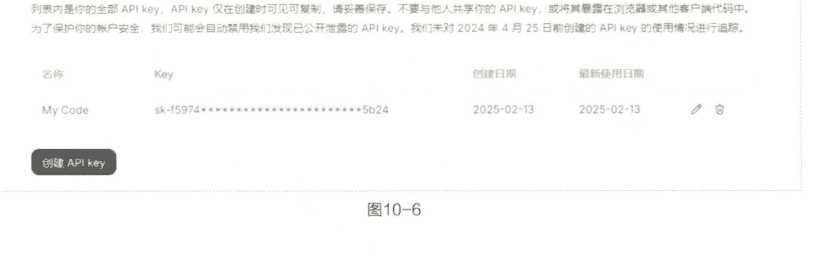 列表内是你的全部 API key，API key 仅在创建时可见可复制，请妥善保存。不要与他人共享你的 API key，或将其暴露在浏览器或其他客户端代码中。
为了保护你的帐户安全，我们可能会自动禁用我们发现已公开泄露的 API key。我们未对 2024 年 4 月 25 日前创建的 API key 的使用情况进行追踪。
名称 Key 创建日期 最新使用日期
My Code sk-f5974***********************5b24 2025-02-13 2025-02-13
创建 API key
图10-6